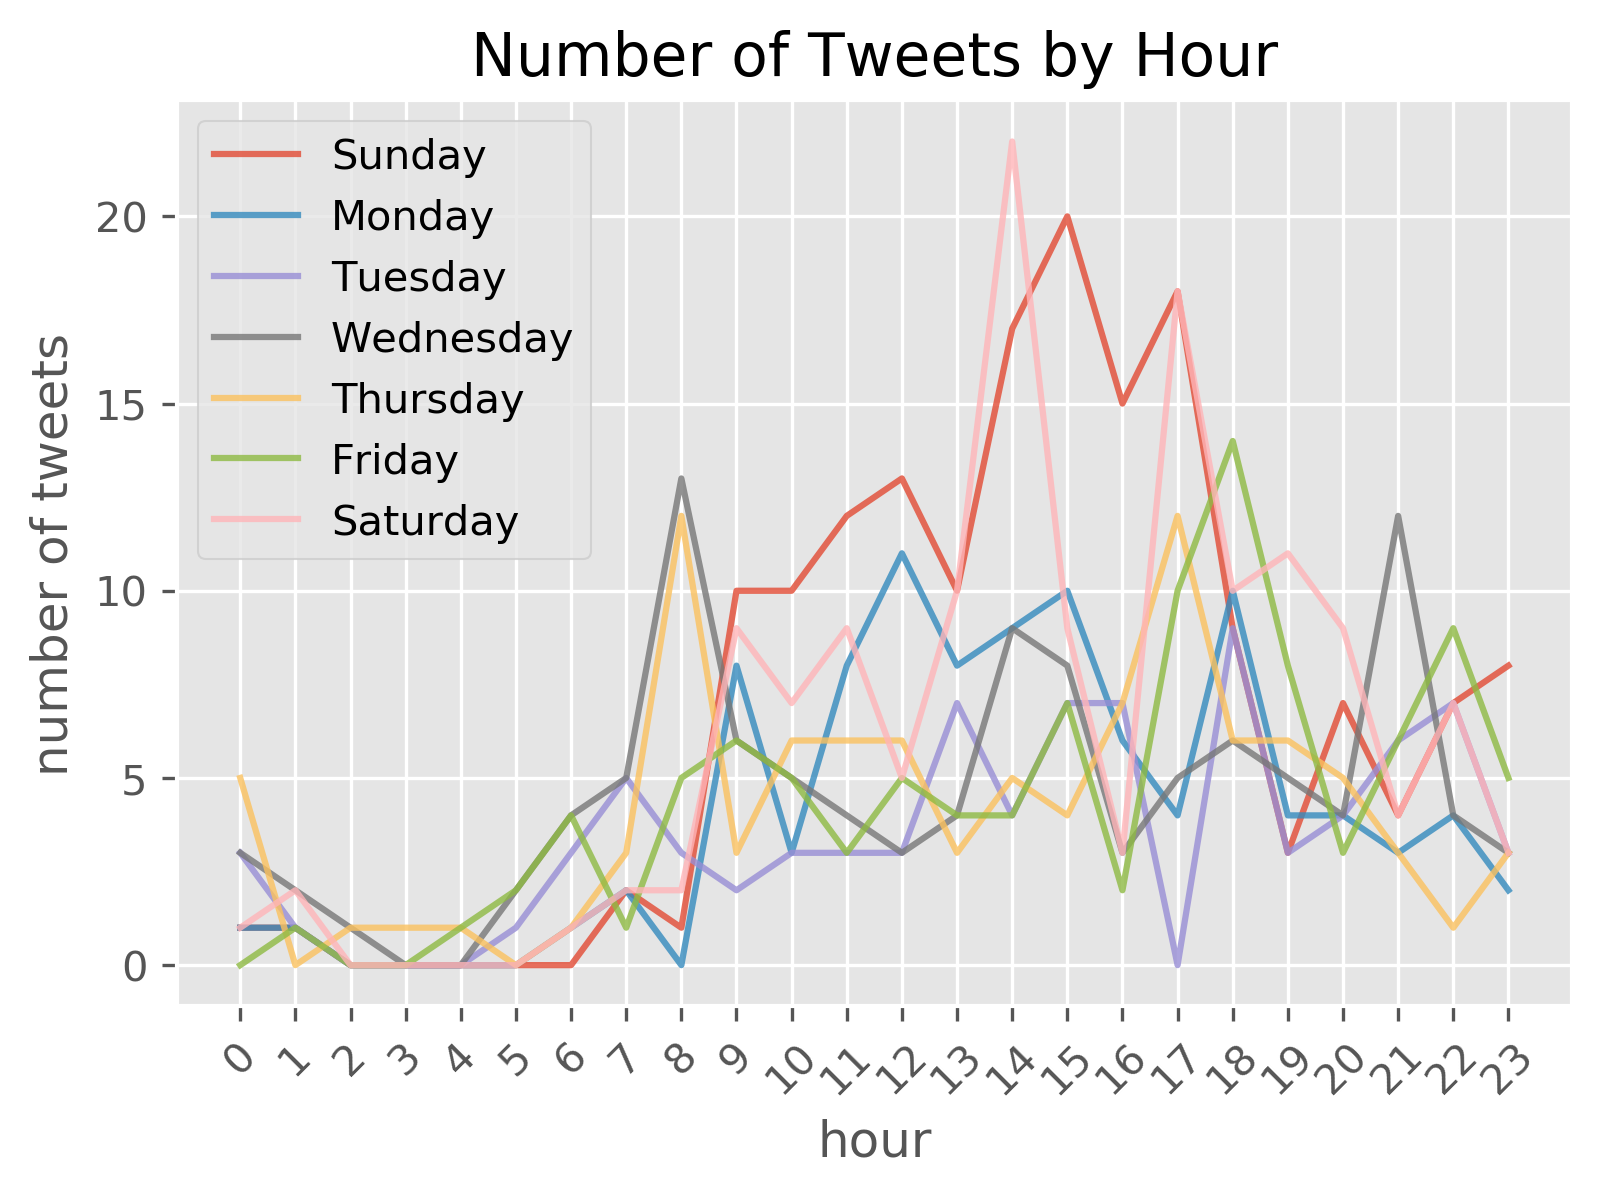 Number of Tweets by Hour
Sunday
Monday
Tuesday
Wednesday
Thursday
Friday
Saturday
20
15
10
5
0
number of tweets
0 1 2 3 4 5 6 7 8 9 10 11 12 13 14 15 16 17 18 19 20 21 22 23
hour